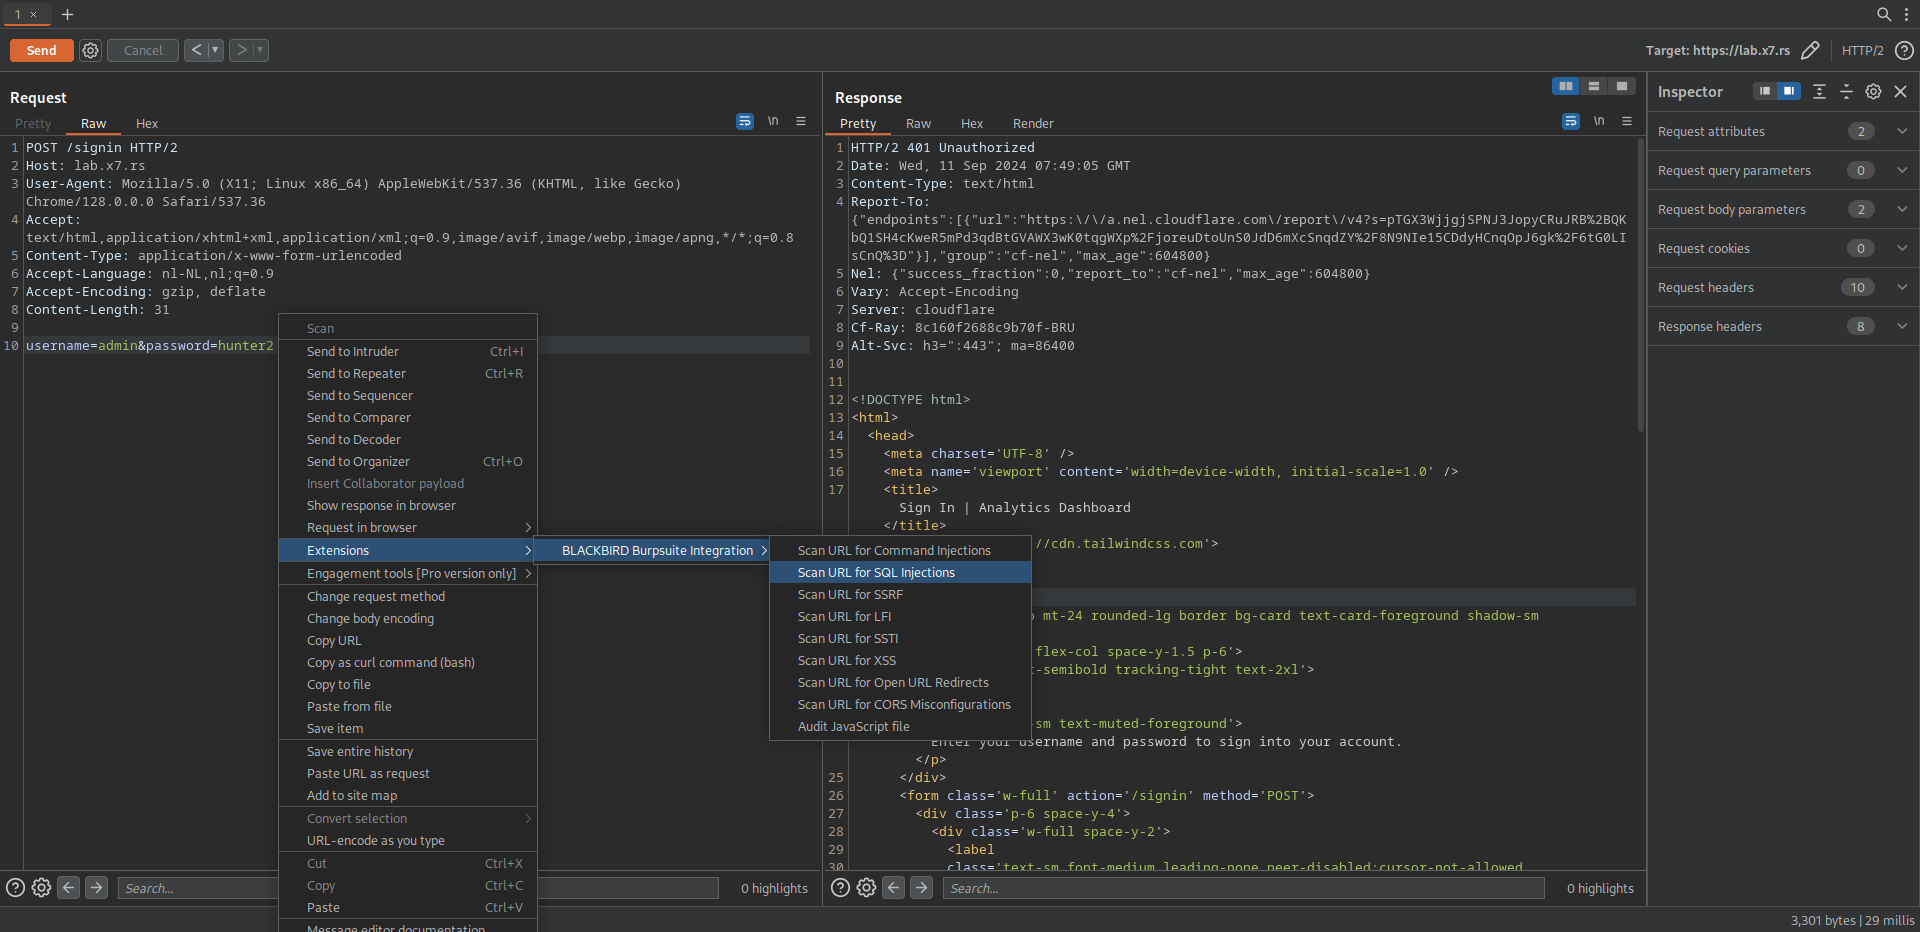 1 ×
Send
Cancel
Target: https://lab.x7.rs
HTTP/2
Request
Pretty
Raw
Hex
\n
1 POST /signin HTTP/2
2 Host: lab.x7.rs
3 User-Agent: Mozilla/5.0 (X11; Linux x86_64) AppleWebKit/537.36 (KHTML, like Gecko)
Chrome/128.0.0.0 Safari/537.36
4 Accept:
text/html,application/xhtml+xml,application/xml;q=0.9,image/avif,image/webp,image/apng,*/*;q=0.8
5 Content-Type: application/x-www-form-urlencoded
6 Accept-Language: nl-NL,nl;q=0.9
7 Accept-Encoding: gzip, deflate
8 Content-Length: 31
9
10 username=admin&password=hunter2
Scan
Send to Intruder Ctrl+I
Send to Repeater Ctrl+R
Send to Sequencer
Send to Comparer
Send to Decoder
Send to Organizer Ctrl+O
Insert Collaborator payload
Show response in browser
Request in browser
Extensions
Engagement tools [Pro version only]
Change request method
Change body encoding
Copy URL
Copy as curl command (bash)
Copy to file
Paste from file
Save item
Save entire history
Paste URL as request
Add to site map
Convert selection
URL-encode as you type
Cut Ctrl+X
Copy Ctrl+C
Paste Ctrl+V
Message editor documentation
BLACKBIRD Burpsuite Integration
Scan URL for Command Injections
Scan URL for SQL Injections
Scan URL for SSRF
Scan URL for LFI
Scan URL for SSTI
Scan URL for XSS
Scan URL for Open URL Redirects
Scan URL for CORS Misconfigurations
Audit JavaScript file
Search...
0 highlights
Response
Pretty
Raw
Hex
Render
\n
1 HTTP/2 401 Unauthorized
2 Date: Wed, 11 Sep 2024 07:49:05 GMT
3 Content-Type: text/html
4 Report-To:
{"endpoints":[{"url":"https:\/\/a.nel.cloudflare.com\/report\/v4?s=pTGX3WjjgjSPNJ3JopyCRuJRB%2BQK
bQ1SH4cKweR5mPd3qdBtGVAWX3wK0tqgWXp%2FjoreuDtoUnS0JdD6mXcSnqdZY%2F8N9NIe15CDdyHCnqOpJ6gk%2F6tG0LI
sCnQ%3D"}],"group":"cf-nel","max_age":604800}
5 Nel: {"success_fraction":0,"report_to":"cf-nel","max_age":604800}
6 Vary: Accept-Encoding
7 Server: cloudflare
8 Cf-Ray: 8c160f2688c9b70f-BRU
9 Alt-Svc: h3=":443"; ma=86400
10
11
12 <!DOCTYPE html>
13 <html>
14 <head>
15 <meta charset='UTF-8' />
16 <meta name='viewport' content='width=device-width, initial-scale=1.0' />
17 <title>
Sign In | Analytics Dashboard
</title>
//cdn.tailwindcss.com'>
mt-24 rounded-lg border bg-card text-card-foreground shadow-sm
flex-col space-y-1.5 p-6'>
-semibold tracking-tight text-2xl'>
-sm text-muted-foreground'>
Enter your username and password to sign into your account.
</p>
25 </div>
26 <form class='w-full' action='/signin' method='POST'>
27 <div class='p-6 space-y-4'>
28 <div class='w-full space-y-2'>
29 <label
30 class='text-sm font-medium leading-none peer-disabled:cursor-not-allowed
Search...
0 highlights
Inspector
Request attributes 2
Request query parameters 0
Request body parameters 2
Request cookies 0
Request headers 10
Response headers 8
3,301 bytes | 29 millis